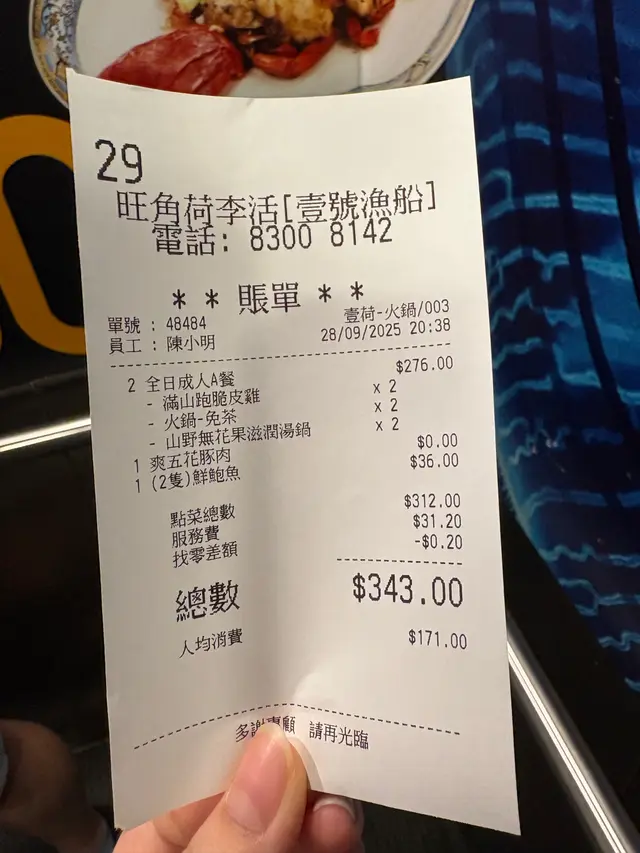 29
旺角荷李活[壹號漁船]
電話: 8300 8142
* * 賬單 * *
單號 : 48484 壹荷-火鍋/003
員工 : 陳小明 28/09/2025 20:38
2 全日成人A餐 $276.00
- 滿山跑脆皮雞 x 2
- 火鍋-免茶 x 2
- 山野無花果滋潤湯鍋 x 2
1 爽五花豚肉 $0.00
1 (2隻)鮮鮑魚 $36.00
點菜總數 $312.00
服務費 $31.20
找零差額 -$0.20
總數 $343.00
人均消費 $171.00
多謝惠顧 請再光臨